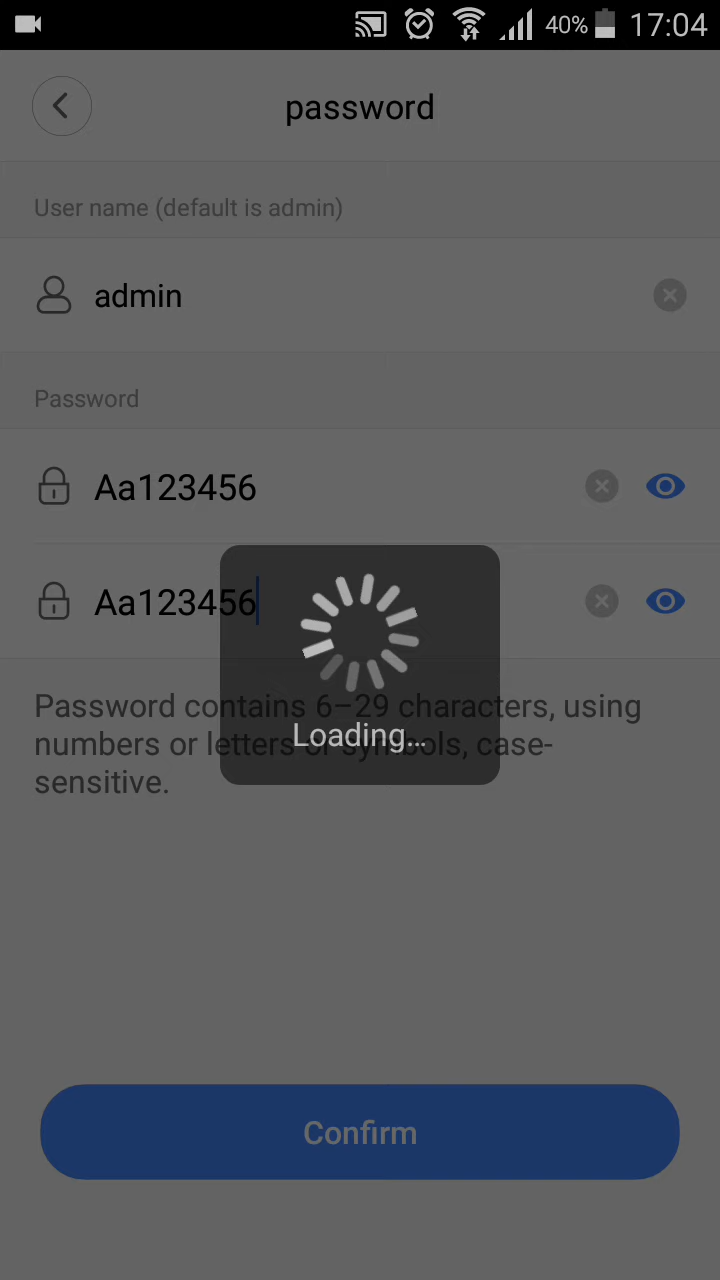 40% 17:04
password
User name (default is admin)
admin
Password
Aa123456
Aa123456
Password contains 6–29 characters, using
numbers or letters or symbols, case-
sensitive.
Loading...
Confirm